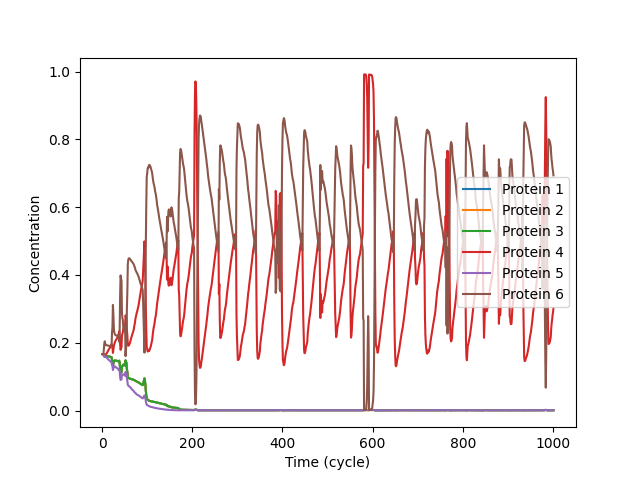 1.0
0.8
0.6
0.4
0.2
0.0
Concentration
0
200
400
600
800
1000
Time (cycle)
Protein 1
Protein 2
Protein 3
Protein 4
Protein 5
Protein 6